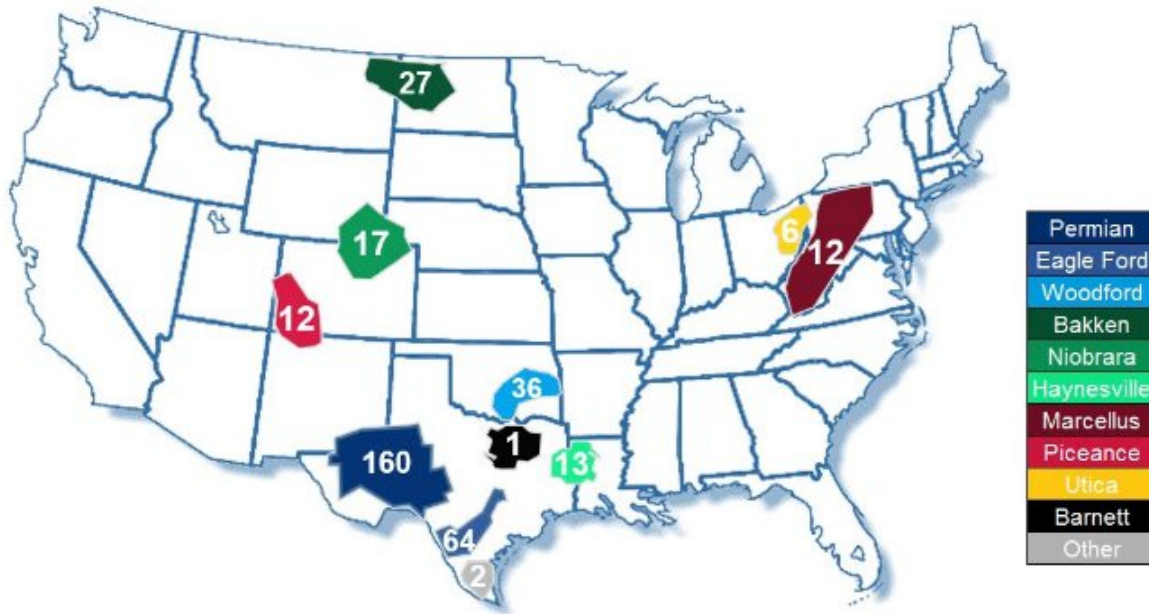 27
17
6
12
12
36
1
13
160
64
2
Permian
Eagle Ford
Woodford
Bakken
Niobrara
Haynesville
Marcellus
Piceance
Utica
Barnett
Other